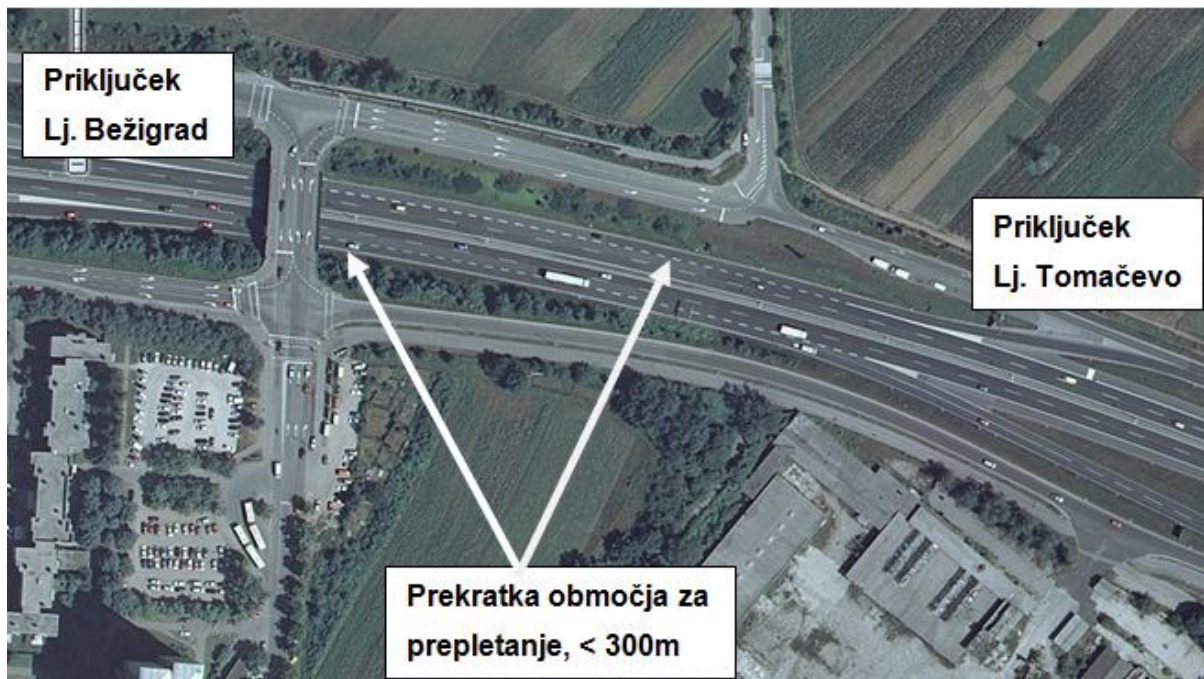 Priključek
Lj. Bežigrad
Priključek
Lj. Tomačevo
Prekratka območja za
prepletanje, < 300m